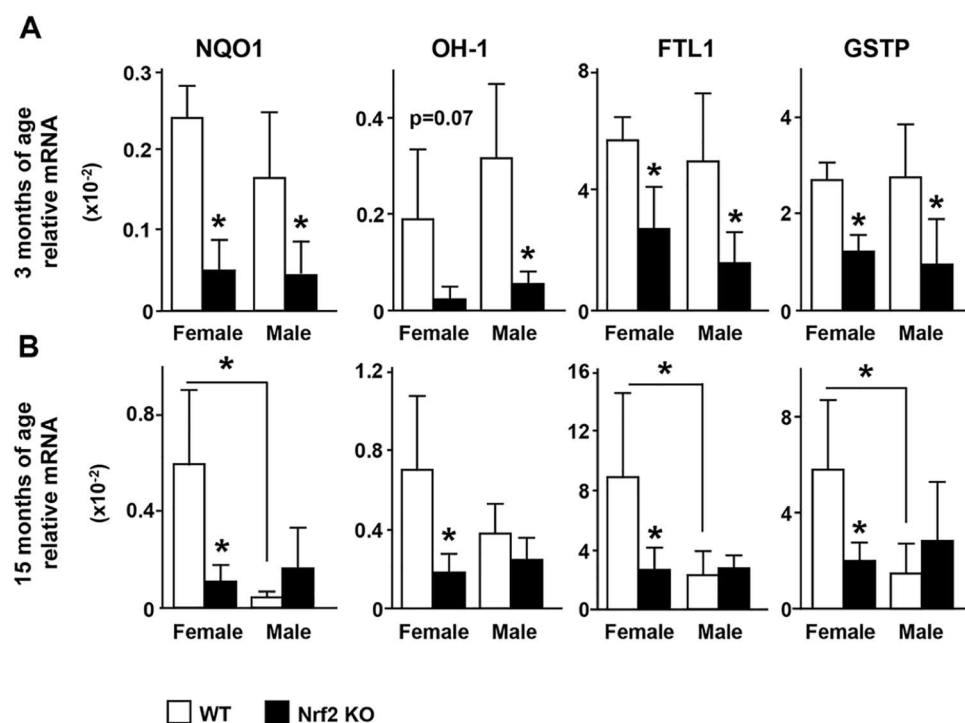 A
NQO1
OH-1
FTL1
GSTP
3 months of age
relative mRNA
(x10-2)
0.3
0.2
0.1
0
*
*
Female
Male
0.4
0.2
0
p=0.07
*
Female
Male
8
4
0
*
*
Female
Male
4
2
0
*
*
Female
Male
B
15 months of age
relative mRNA
(x10-2)
0.8
0.4
0
*
*
Female
Male
1.2
0.8
0.4
0
*
Female
Male
16
12
8
4
0
*
*
Female
Male
8
4
0
*
*
Female
Male
WT
Nrf2 KO